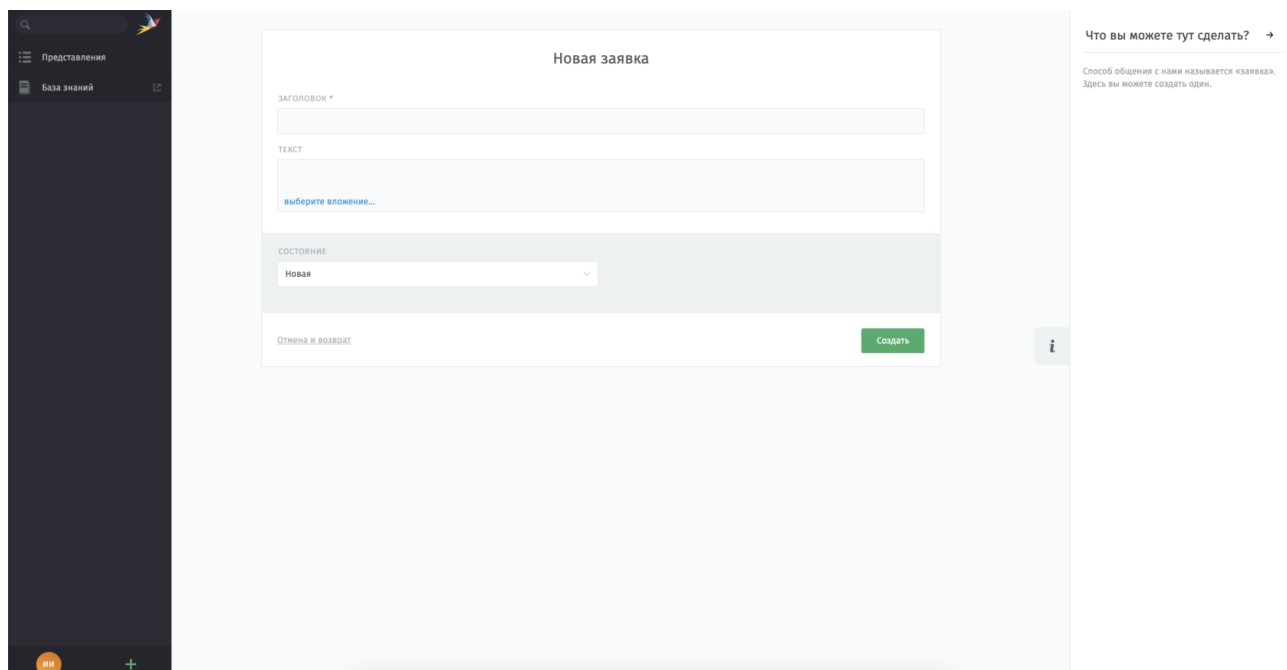 Представления
База знаний
Новая заявка
ЗАГОЛОВОК *
ТЕКСТ
выберите вложение...
СОСТОЯНИЕ
Новая
Отмена и возврат
Создать
i
Что вы можете тут сделать? →
Способ общения с нами называется «заявка».
Здесь вы можете создать один.
ИИ